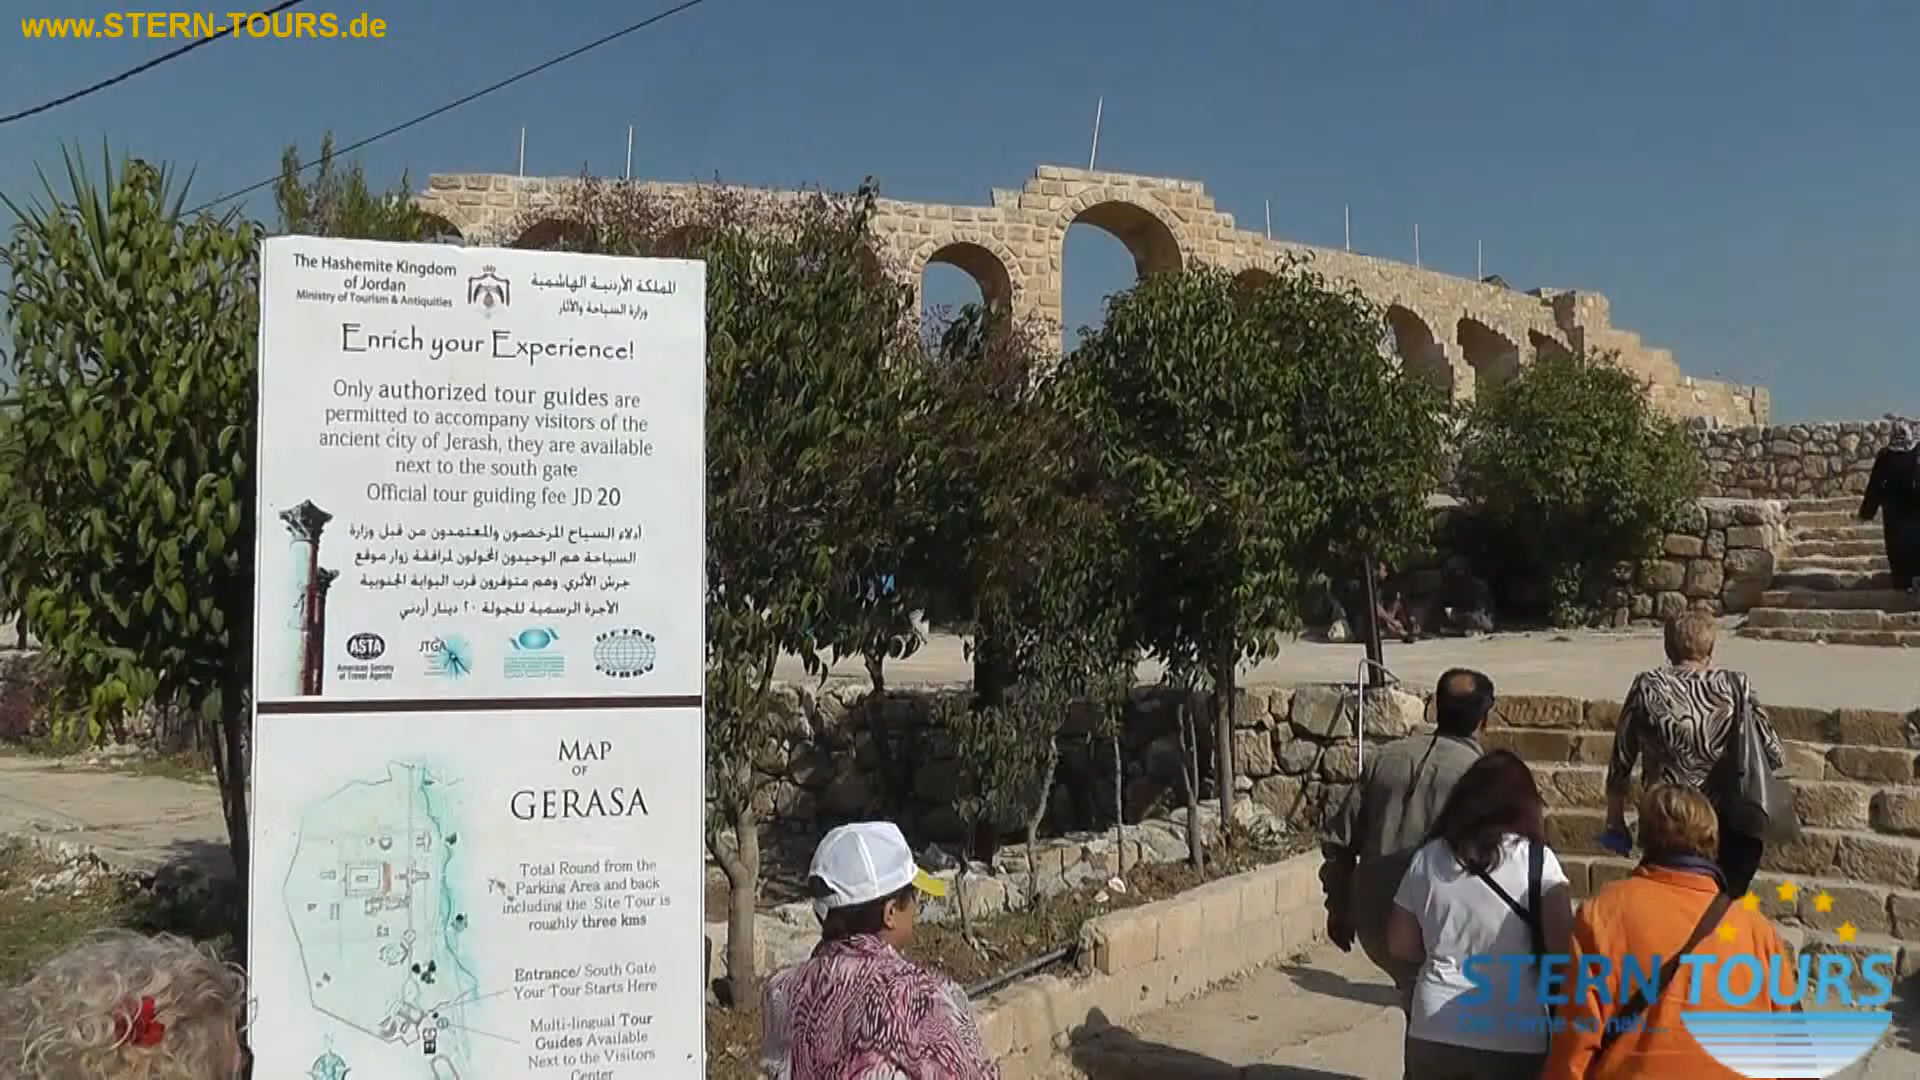 www.STERN-TOURS.de
The Hashemite Kingdom
of Jordan
Ministry of Tourism & Antiquities
المملكة الأردنية الهاشمية
وزارة السياحة والآثار
Enrich your Experience!
Only authorized tour guides are
permitted to accompany visitors of the
ancient city of Jerash, they are available
next to the south gate
Official tour guiding fee JD 20
أدلاء السياح المرخصون والمعتمدون من قبل وزارة
السياحة هم الوحيدون المخولون لمرافقة زوار موقع
جرش الأثري وهم متوفرون قرب البوابة الجنوبية
الأجرة الرسمية للجولة ٢٠ دينار أردني
ASTA
American Society
of Travel Agents
JTGA
UFTAA
MAP
OF
GERASA
Total Round from the
Parking Area and back
including the Site Tour is
roughly three kms
Entrance/ South Gate
Your Tour Starts Here
Multi-lingual Tour
Guides Available
Next to the Visitors
Center
N
STERN TOURS
Die Ferne so nah...